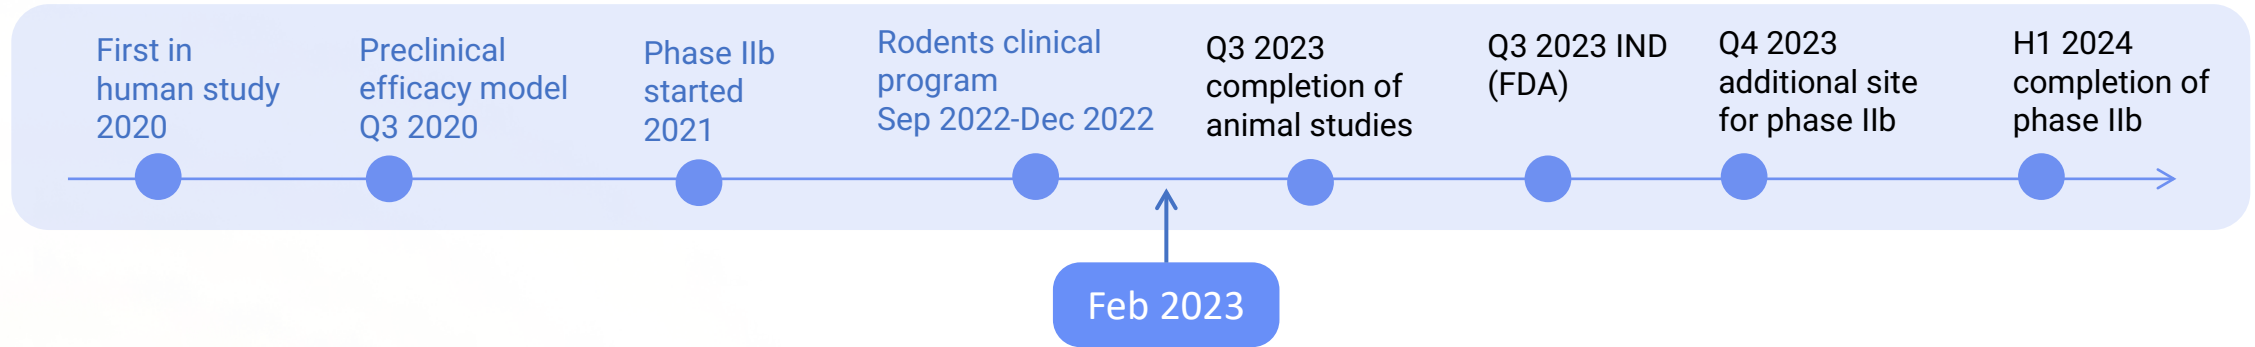 First in
human study
2020
Preclinical
efficacy model
Q3 2020
Phase IIb
started
2021
Rodents clinical
program
Sep 2022-Dec 2022
Q3 2023
completion of
animal studies
Q3 2023 IND
(FDA)
Q4 2023
additional site
for phase IIb
H1 2024
completion of
phase IIb
Feb 2023